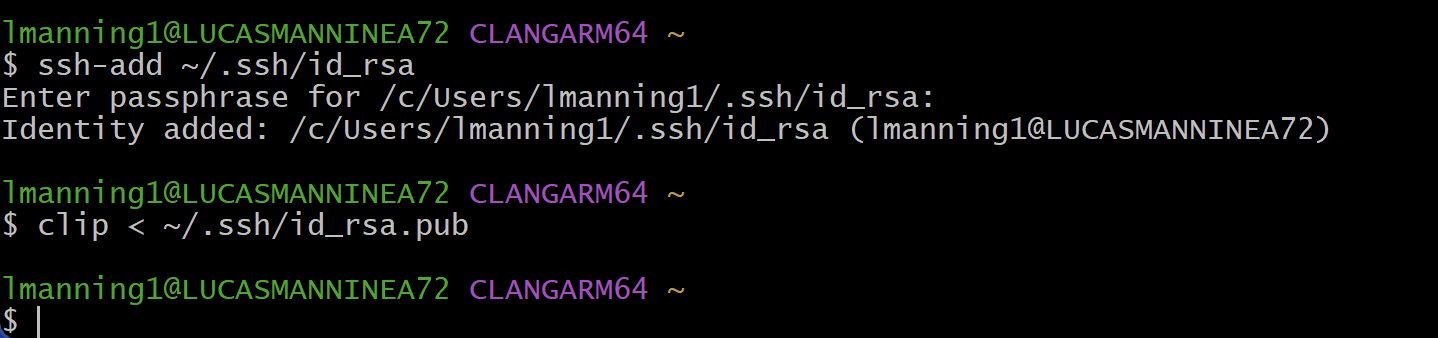 lmanning1@LUCASMANNINEA72 CLANGARM64 ~
$ ssh-add ~/.ssh/id_rsa
Enter passphrase for /c/Users/lmanning1/.ssh/id_rsa:
Identity added: /c/Users/lmanning1/.ssh/id_rsa (lmanning1@LUCASMANNINEA72)
lmanning1@LUCASMANNINEA72 CLANGARM64 ~
$ clip < ~/.ssh/id_rsa.pub
lmanning1@LUCASMANNINEA72 CLANGARM64 ~
$